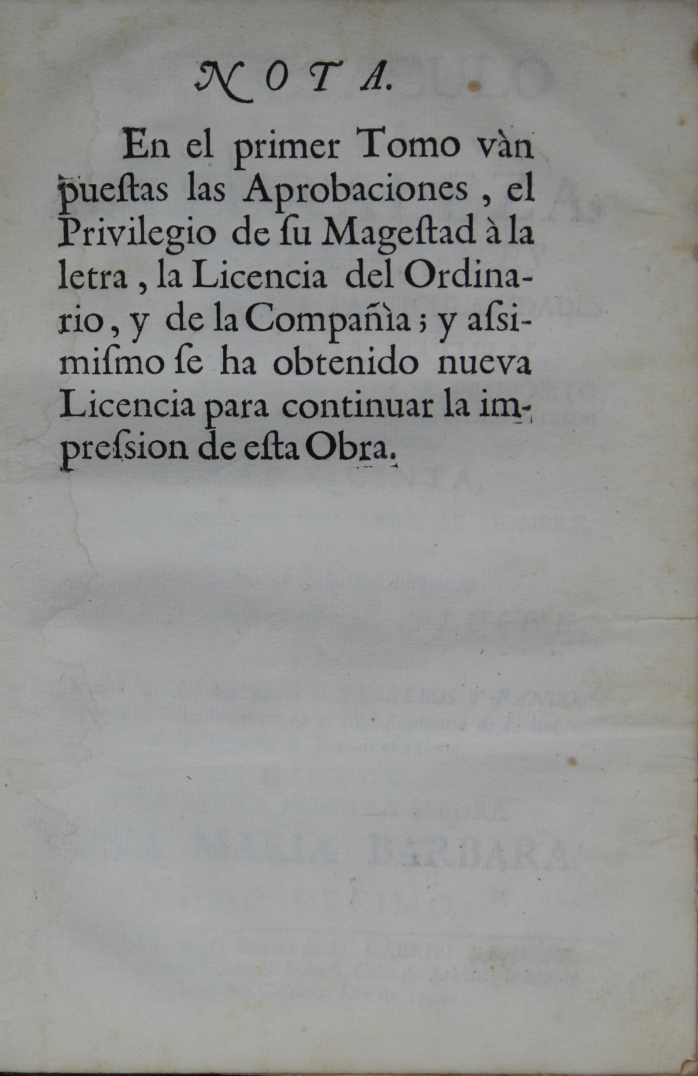 NOTA.
En el primer Tomo vàn
pueſtas las Aprobaciones , el
Privilegio de ſu Mageſtad à la
letra , la Licencia del Ordina-
rio , y de la Compañìa ; y aſsi-
miſmo ſe ha obtenido nueva
Licencia para continuar la im-
preſsion de eſta Obra.